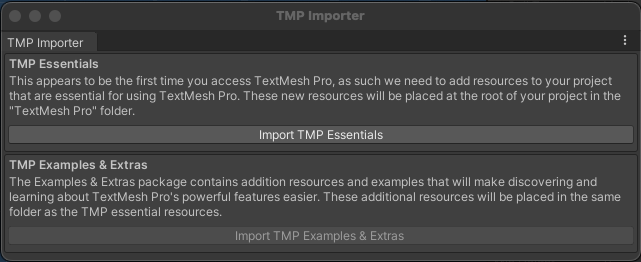 TMP Importer
TMP Importer
TMP Essentials
This appears to be the first time you access TextMesh Pro, as such we need to add resources to your project
that are essential for using TextMesh Pro. These new resources will be placed at the root of your project in the
"TextMesh Pro" folder.
Import TMP Essentials
TMP Examples & Extras
The Examples & Extras package contains addition resources and examples that will make discovering and
learning about TextMesh Pro's powerful features easier. These additional resources will be placed in the same
folder as the TMP essential resources.
Import TMP Examples & Extras